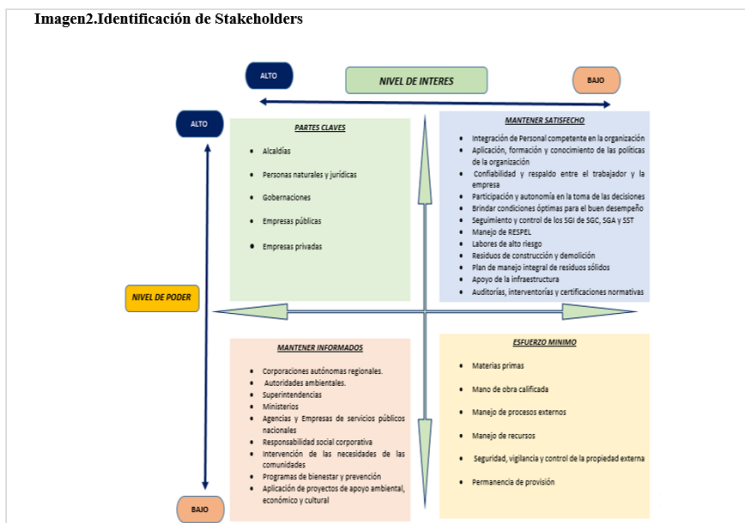 Imagen2.Identificación de Stakeholders
ALTO
NIVEL DE INTERES
BAJO
ALTO
PARTES CLAVES
• Alcaldías
• Personas naturales y jurídicas
• Gobernaciones
• Empresas públicas
• Empresas privadas
MANTENER SATISFECHO
• Integración de Personal competente en la organización
• Aplicación, formación y conocimiento de las políticas
de la organización
• Confiabilidad y respaldo entre el trabajador y la
empresa
• Participación y autonomía en la toma de las decisiones
• Brindar condiciones óptimas para el buen desempeño
• Seguimiento y control de los SGI de SGC, SGA y SST
• Manejo de RESPEL
• Labores de alto riesgo
• Residuos de construcción y demolición
• Plan de manejo integral de residuos sólidos
• Apoyo de la infraestructura
• Auditorías, interventorías y certificaciones normativas
NIVEL DE PODER
MANTENER INFORMADOS
• Corporaciones autónomas regionales.
• Autoridades ambientales.
• Superintendencias
• Ministerios
• Agencias y Empresas de servicios públicos
nacionales
• Responsabilidad social corporativa
• Intervención de las necesidades de las
comunidades
• Programas de bienestar y prevención
• Aplicación de proyectos de apoyo ambiental,
económico y cultural
ESFUERZO MINIMO
• Materias primas
• Mano de obra calificada
• Manejo de procesos externos
• Manejo de recursos
• Seguridad, vigilancia y control de la propiedad externa
• Permanencia de provisión
BAJO